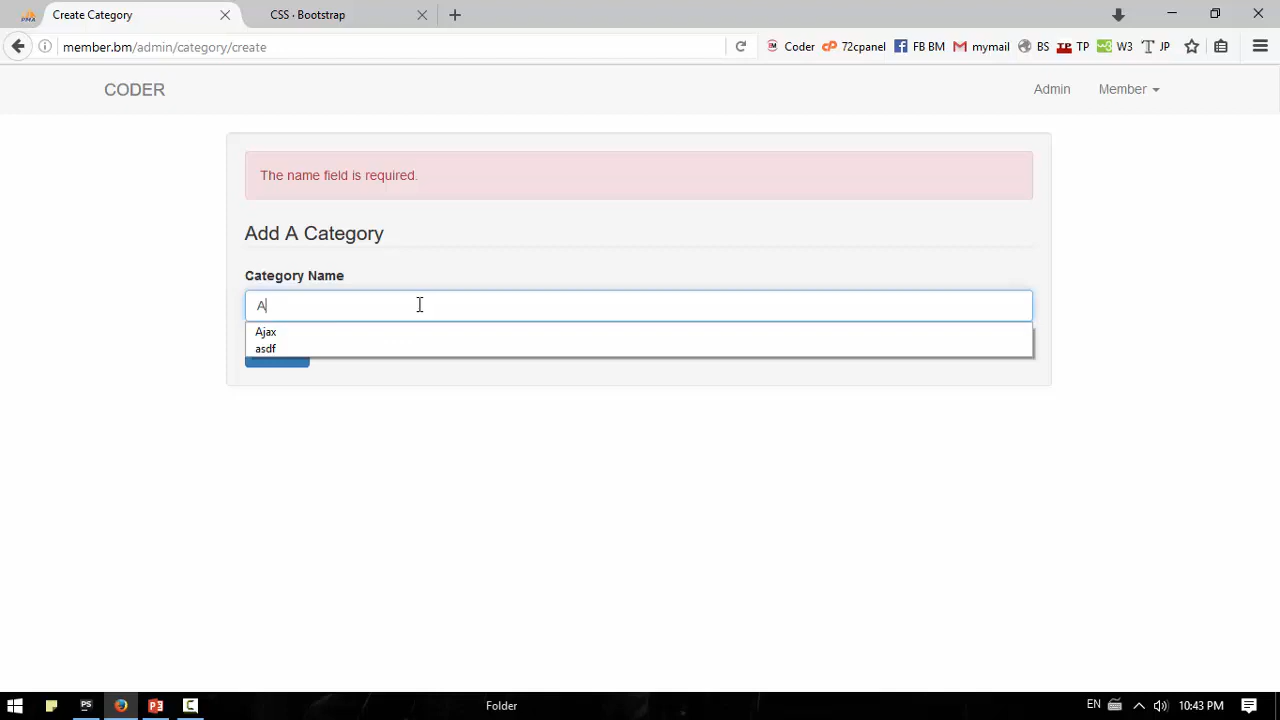 Create Category
CSS · Bootstrap
member.bm/admin/category/create
Coder
72cpanel
FB BM
mymail
BS
TP
W3
JP
CODER
Admin
Member
The name field is required.
Add A Category
Category Name
A
Ajax
asdf
Folder
EN
10:43 PM